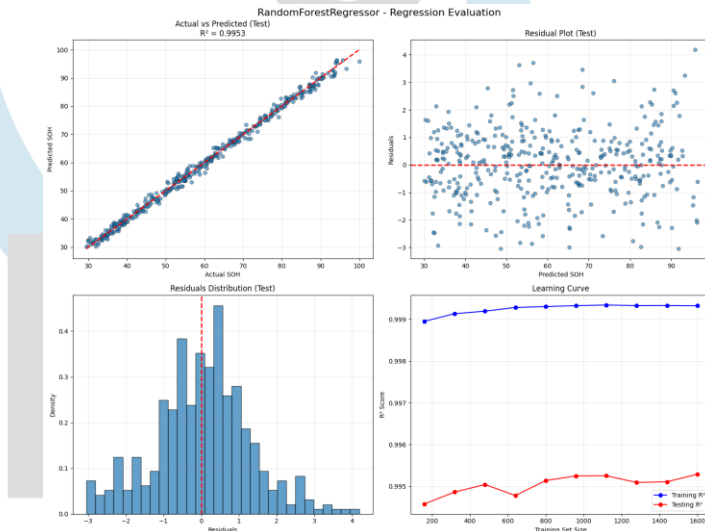 RandomForestRegressor - Regression Evaluation
Actual vs Predicted (Test)
R² = 0.9953
100
90
80
70
60
50
40
30
Predicted SOH
30 40 50 60 70 80 90 100
Actual SOH
Residual Plot (Test)
4
3
2
1
0
−1
−2
−3
Residuals
30 40 50 60 70 80 90
Predicted SOH
Residuals Distribution (Test)
0.4
0.3
0.2
0.1
0.0
Density
−3 −2 −1 0 1 2 3 4
Residuals
Learning Curve
0.999
0.998
0.997
0.996
0.995
R² Score
Training R²
Testing R²
200 400 600 800 1000 1200 1400 1600
Training Set Size